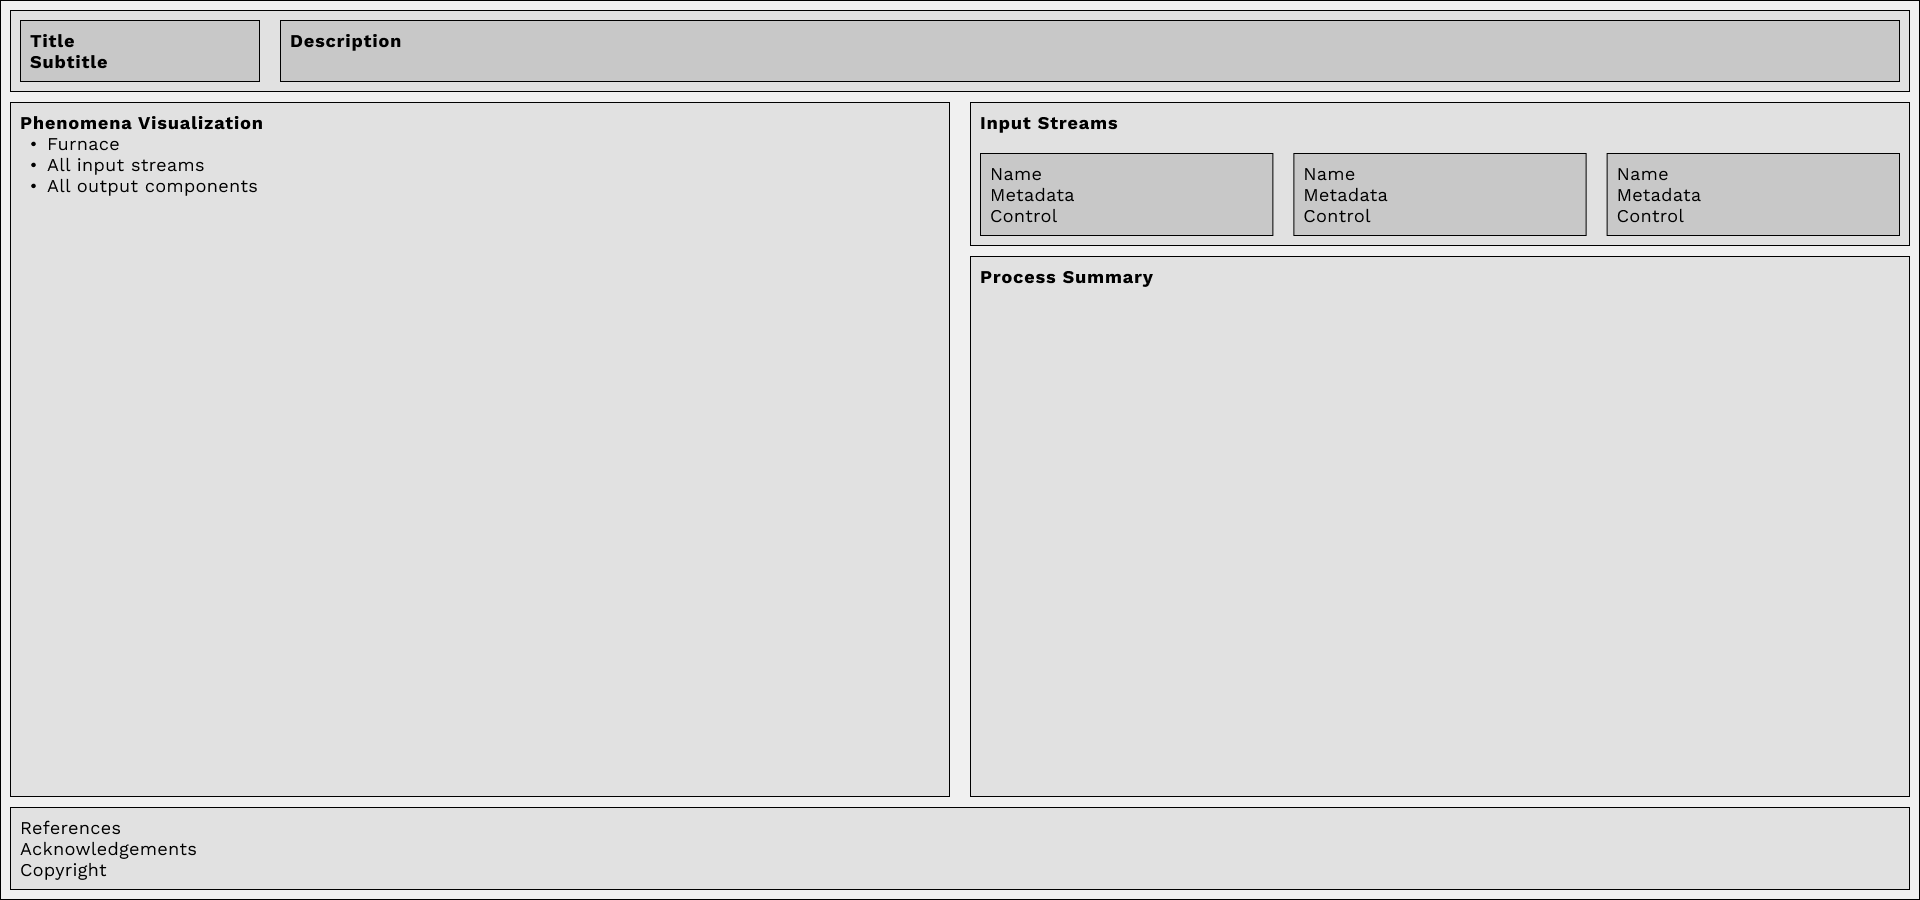 Title
Subtitle
Description
Phenomena Visualization
• Furnace
• All input streams
• All output components
Input Streams
Name
Metadata
Control
Name
Metadata
Control
Name
Metadata
Control
Process Summary
References
Acknowledgements
Copyright